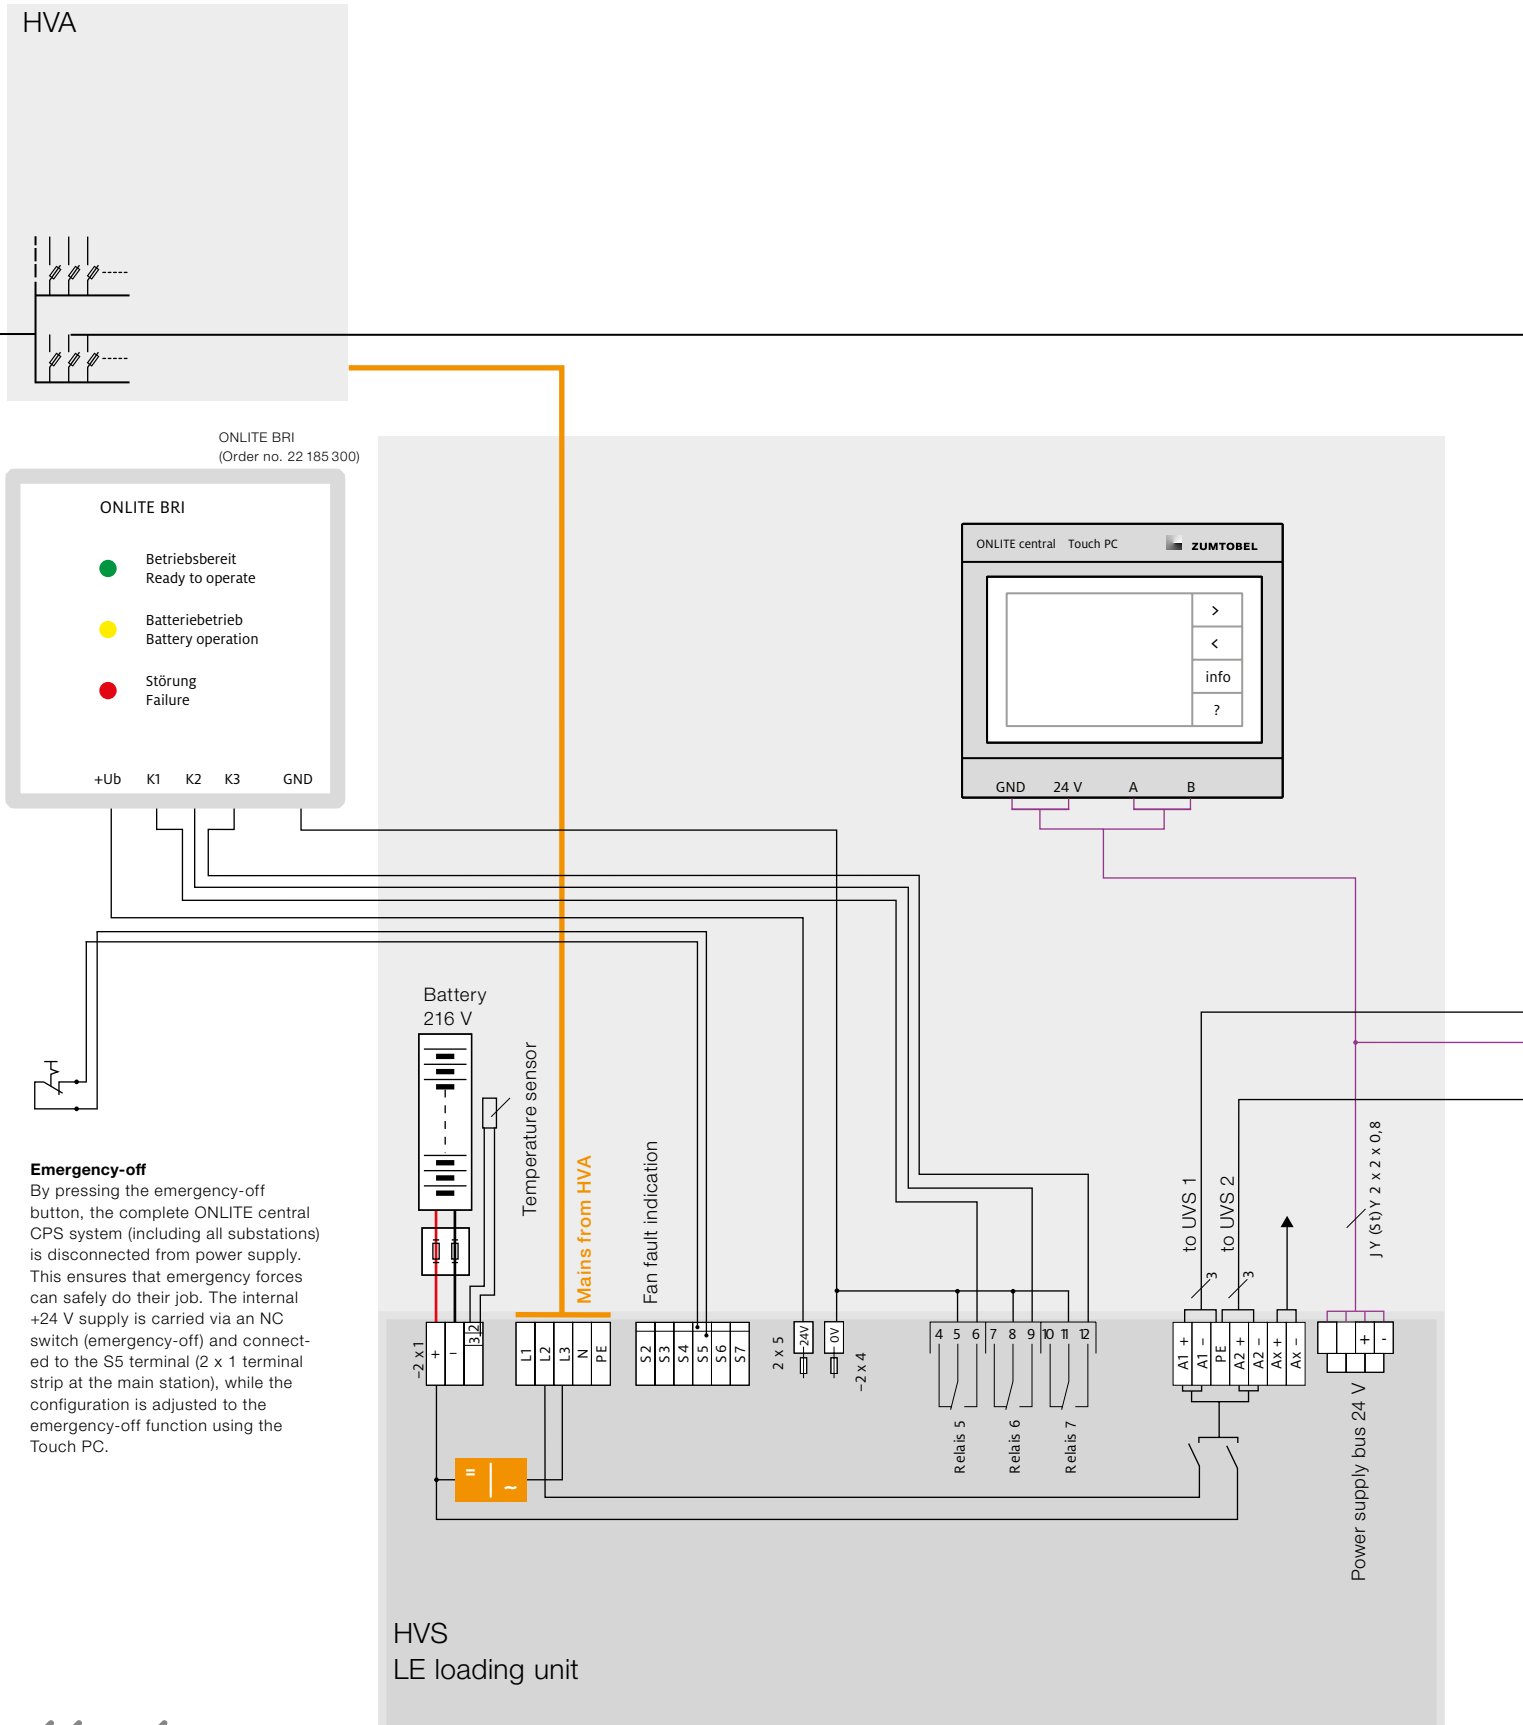 HVA
ONLITE BRI
(Order no. 22 185 300)
ONLITE BRI
Betriebsbereit
Ready to operate
Batteriebetrieb
Battery operation
Störung
Failure
+Ub K1 K2 K3 GND
ONLITE central Touch PC ZUMTOBEL
>
<
info
?
GND 24 V A B
Battery
216 V
Temperature sensor
Mains from HVA
Fan fault indication
to UVS 1
to UVS 2
3
3
J Y (St) Y 2 x 2 x 0,8
Emergency-off
By pressing the emergency-off
button, the complete ONLITE central
CPS system (including all substations)
is disconnected from power supply.
This ensures that emergency forces
can safely do their job. The internal
+24 V supply is carried via an NC
switch (emergency-off) and connect-
ed to the S5 terminal (2 x 1 terminal
strip at the main station), while the
configuration is adjusted to the
emergency-off function using the
Touch PC.
–2 x 1
+ – 3 2
L1 L2 L3 N PE
S2 S3 S4 S5 S6 S7
2 x 5
24V
0V
–2 x 4
4 5 6 7 8 9 10 11 12
Relais 5
Relais 6
Relais 7
A1 + A1 – PE A2 + A2 – Ax + Ax –
+ -
Power supply bus 24 V
= ~
HVS
LE loading unit